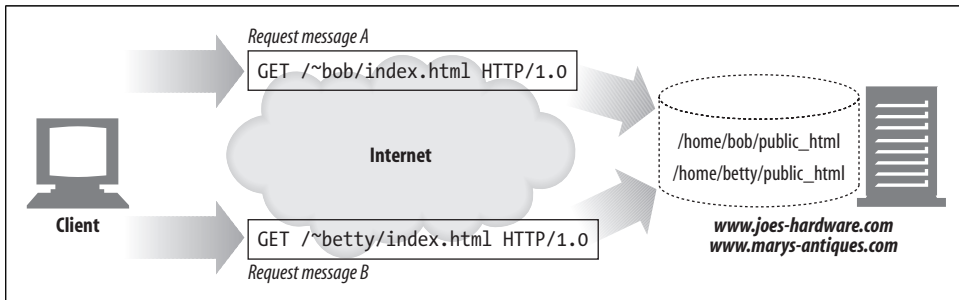 Request message A
GET /~bob/index.html HTTP/1.0
Internet
/home/bob/public_html
/home/betty/public_html
Client
GET /~betty/index.html HTTP/1.0
Request message B
www.joes-hardware.com
www.marys-antiques.com